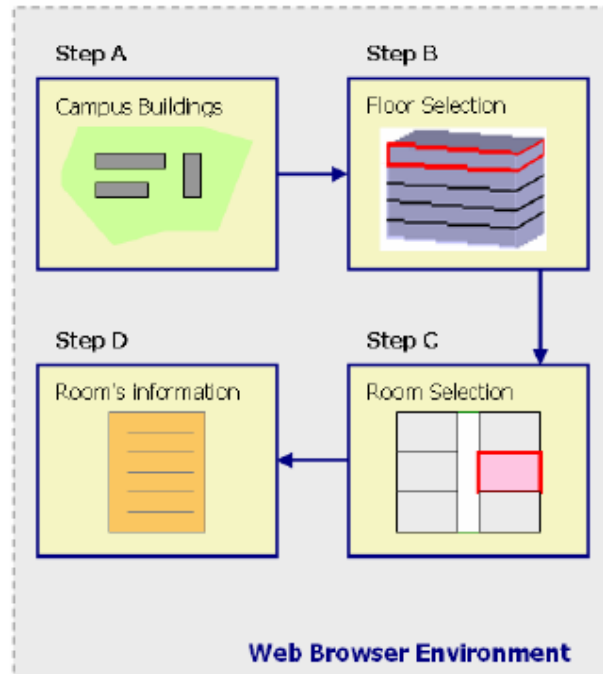 Step A
Campus Buildings
Step B
Floor Selection
Step C
Room Selection
Step D
Room's information
Web Browser Environment